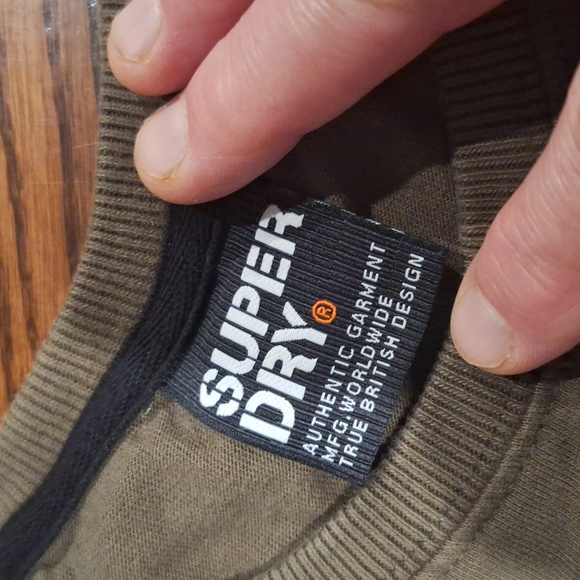 SUPER
DRY®
AUTHENTIC GARMENT
MFG.WORLDWIDE
TRUE BRITISH DESIGN